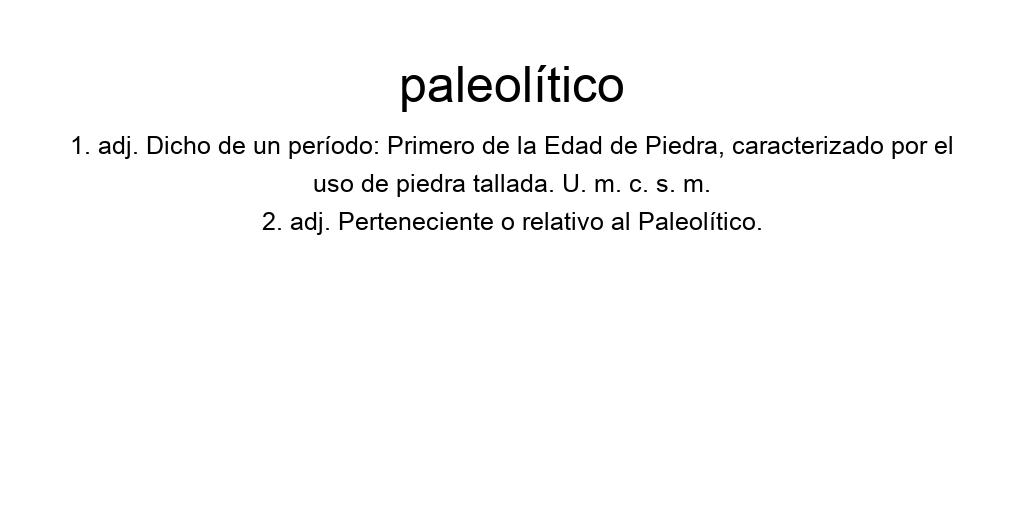 paleolítico
1. adj. Dicho de un período: Primero de la Edad de Piedra, caracterizado por el
uso de piedra tallada. U. m. c. s. m.
2. adj. Perteneciente o relativo al Paleolítico.